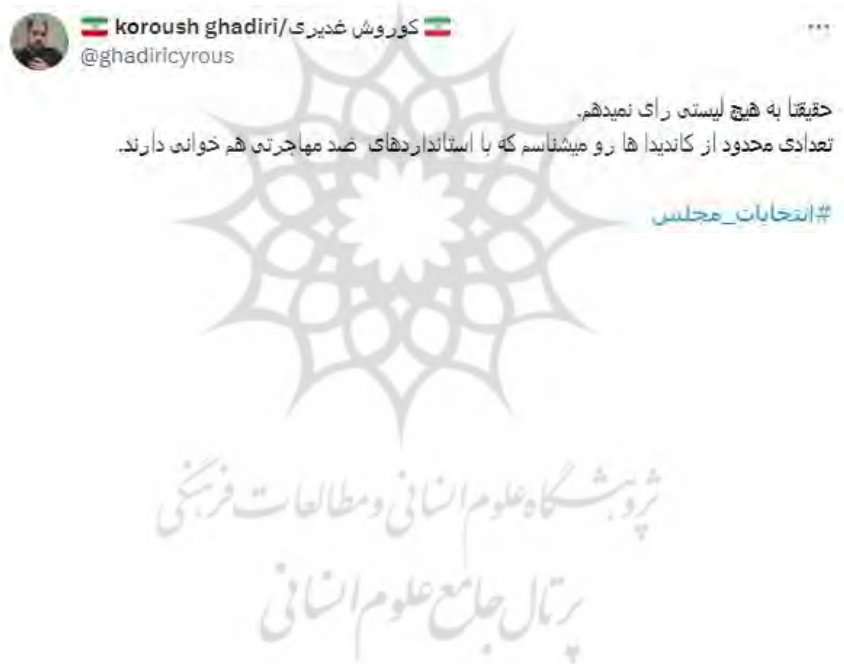 koroush ghadiri/کوروش غدیری
@ghadiricyrous
حقیقتا به هیچ لیستی رای نمیدهم.
تعدادی محدود از کاندیدا ها رو میشناسم که با استانداردهای ضد مهاجرتی هم خوانی دارند.
#انتخابات_مجلس
پژوهشگاه علوم انسانی و مطالعات فرهنگی
پرتال جامع علوم انسانی